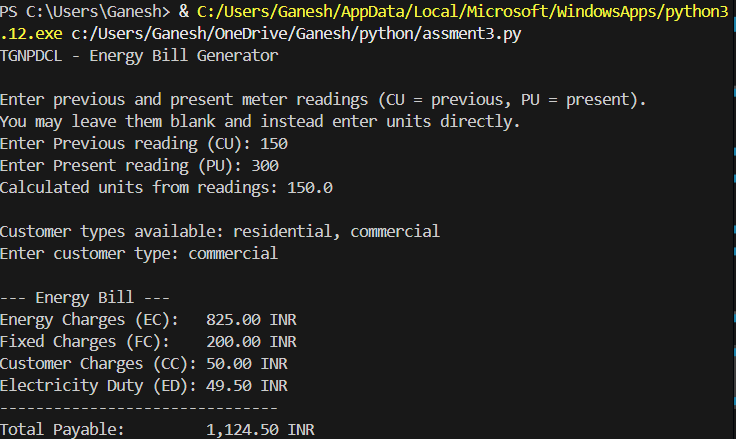 PS C:\Users\Ganesh> & C:/Users/Ganesh/AppData/Local/Microsoft/WindowsApps/python3
.12.exe c:/Users/Ganesh/OneDrive/Ganesh/python/assment3.py
TGNPDCL - Energy Bill Generator
Enter previous and present meter readings (CU = previous, PU = present).
You may leave them blank and instead enter units directly.
Enter Previous reading (CU): 150
Enter Present reading (PU): 300
Calculated units from readings: 150.0
Customer types available: residential, commercial
Enter customer type: commercial
--- Energy Bill ---
Energy Charges (EC):   825.00 INR
Fixed Charges (FC):    200.00 INR
Customer Charges (CC): 50.00 INR
Electricity Duty (ED): 49.50 INR
-------------------------------
Total Payable:         1,124.50 INR